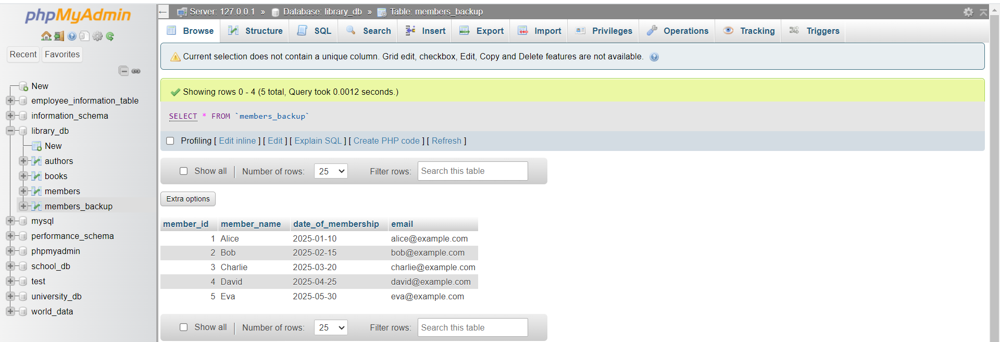 phpMyAdmin
Recent Favorites
New
employee_information_table
information_schema
library_db
New
authors
books
members
members_backup
mysql
performance_schema
phpmyadmin
school_db
test
university_db
world_data
← Server: 127.0.0.1 » Database: library_db » Table: members_backup
Browse Structure SQL Search Insert Export Import Privileges Operations Tracking Triggers
Current selection does not contain a unique column. Grid edit, checkbox, Edit, Copy and Delete features are not available.
Showing rows 0 - 4 (5 total, Query took 0.0012 seconds.)
SELECT * FROM `members_backup`
Profiling [ Edit inline ] [ Edit ] [ Explain SQL ] [ Create PHP code ] [ Refresh ]
Show all | Number of rows: 25 Filter rows: Search this table
Extra options
member_id member_name date_of_membership email
1 Alice 2025-01-10 alice@example.com
2 Bob 2025-02-15 bob@example.com
3 Charlie 2025-03-20 charlie@example.com
4 David 2025-04-25 david@example.com
5 Eva 2025-05-30 eva@example.com
Show all | Number of rows: 25 Filter rows: Search this table